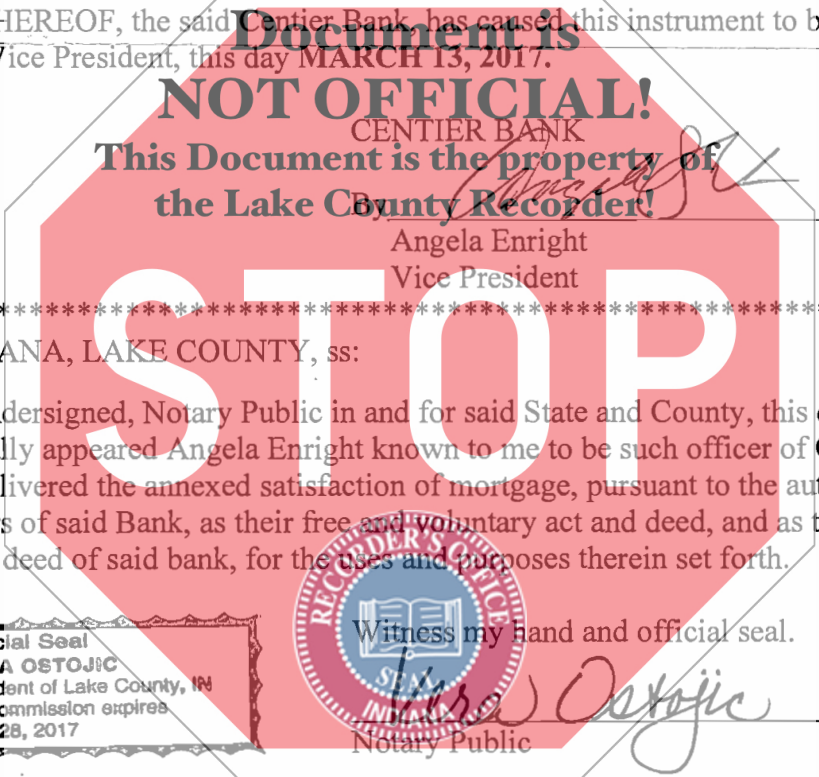 HEREOF, the said Centier Bank, has caused this instrument to b
Vice President, this day MARCH 13, 2017.
Document is
NOT OFFICIAL!
This Document is the property of
the Lake County Recorder!
CENTIER BANK
By
Angela Enright
Vice President
STOP
ANA, LAKE COUNTY, ss:
dersigned, Notary Public in and for said State and County, this
lly appeared Angela Enright known to me to be such officer of
livered the annexed satisfaction of mortgage, pursuant to the aut
s of said Bank, as their free and voluntary act and deed, and as t
deed of said bank, for the uses and purposes therein set forth.
RECORDER'S OFFICE
SEAL
INDIANA
cial Seal
A OSTOJIC
dent of Lake County, IN
ommission expires
28, 2017
Witness my hand and official seal.
Ostojic
Notary Public